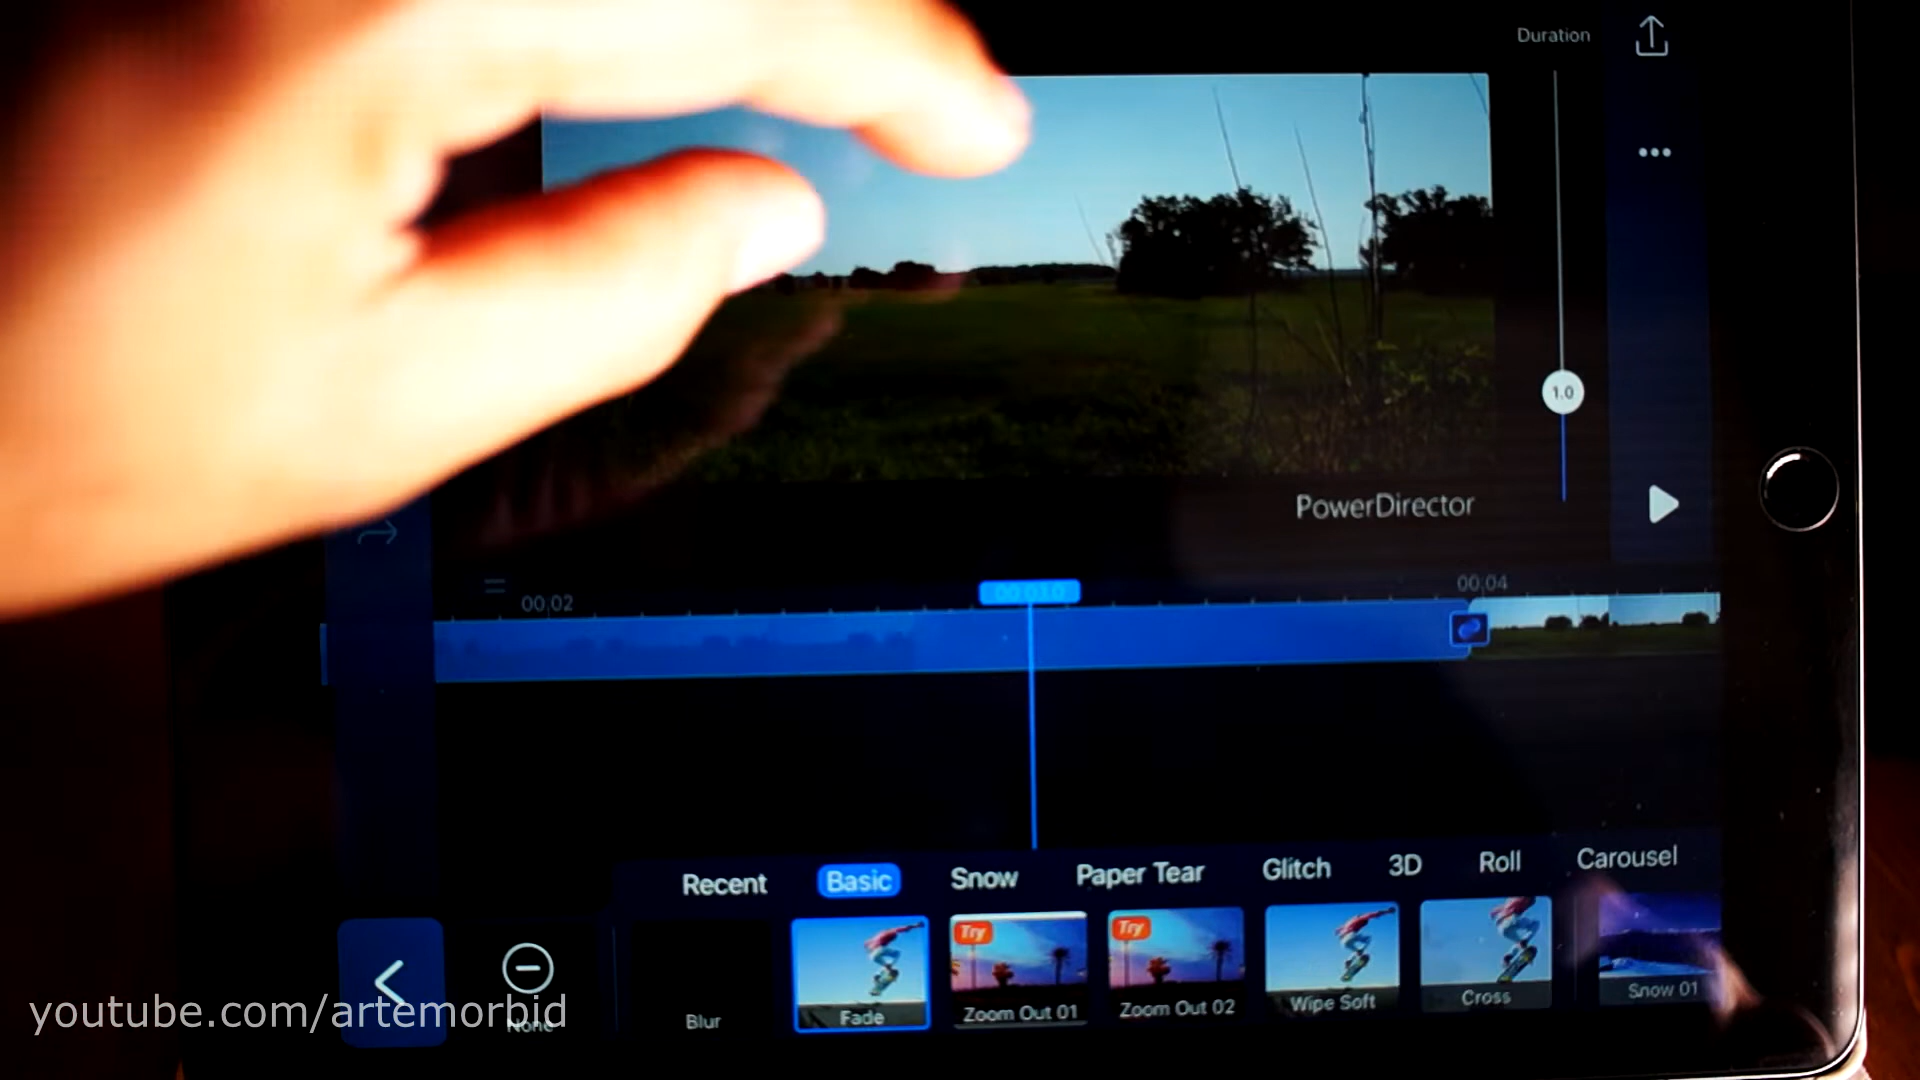 Duration
1.0
PowerDirector
00:02
00:04
Recent
Basic
Snow
Paper Tear
Glitch
3D
Roll
Carousel
None
Blur
Fade
Try
Zoom Out 01
Try
Zoom Out 02
Wipe Soft
Cross
Snow 01
youtube.com/artemorbid